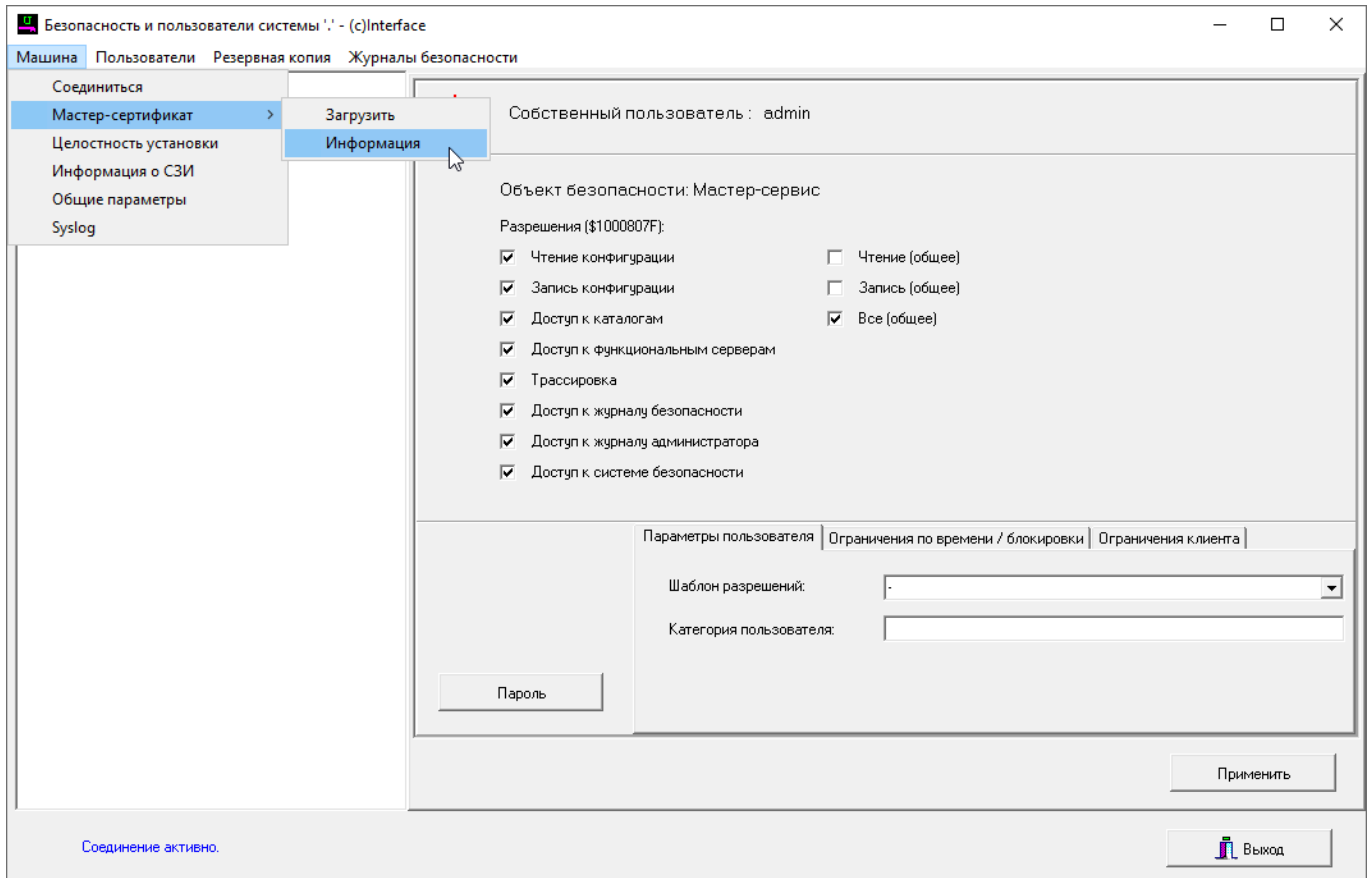 Безопасность и пользователи системы '.' - (c)Interface
Машина Пользователи Резервная копия Журналы безопасности
Соединиться
Мастер-сертификат
Целостность установки
Информация о СЗИ
Общие параметры
Syslog
Загрузить
Информация
Собственный пользователь : admin
Объект безопасности: Мастер-сервис
Разрешения ($1000807F):
Чтение конфигурации
Чтение (общее)
Запись конфигурации
Запись (общее)
Доступ к каталогам
Все (общее)
Доступ к функциональным серверам
Трассировка
Доступ к журналу безопасности
Доступ к журналу администратора
Доступ к системе безопасности
Параметры пользователя Ограничения по времени / блокировки Ограничения клиента
Шаблон разрешений: -
Категория пользователя:
Пароль
Применить
Соединение активно.
Выход